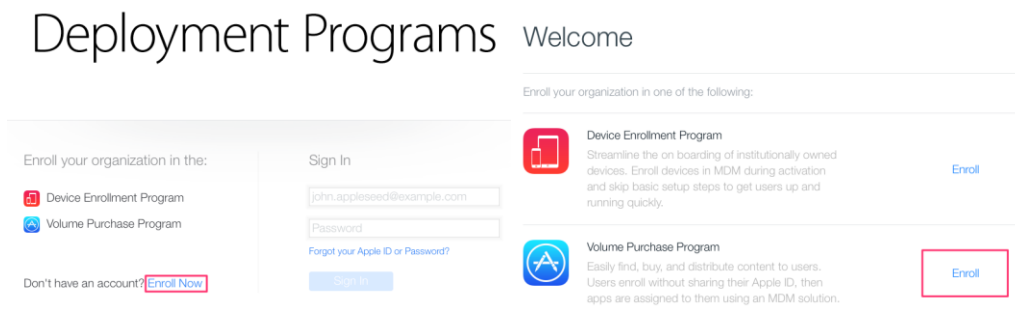 Deployment Programs
Enroll your organization in the:
Device Enrollment Program
Volume Purchase Program
Don't have an account? Enroll Now
Sign In
john.appleseed@example.com
Password
Forgot your Apple ID or Password?
Sign In
Welcome
Enroll your organization in one of the following:
Device Enrollment Program
Streamline the on boarding of institutionally owned
devices. Enroll devices in MDM during activation
and skip basic setup steps to get users up and
running quickly.
Enroll
Volume Purchase Program
Easily find, buy, and distribute content to users.
Users enroll without sharing their Apple ID, then
apps are assigned to them using an MDM solution.
Enroll